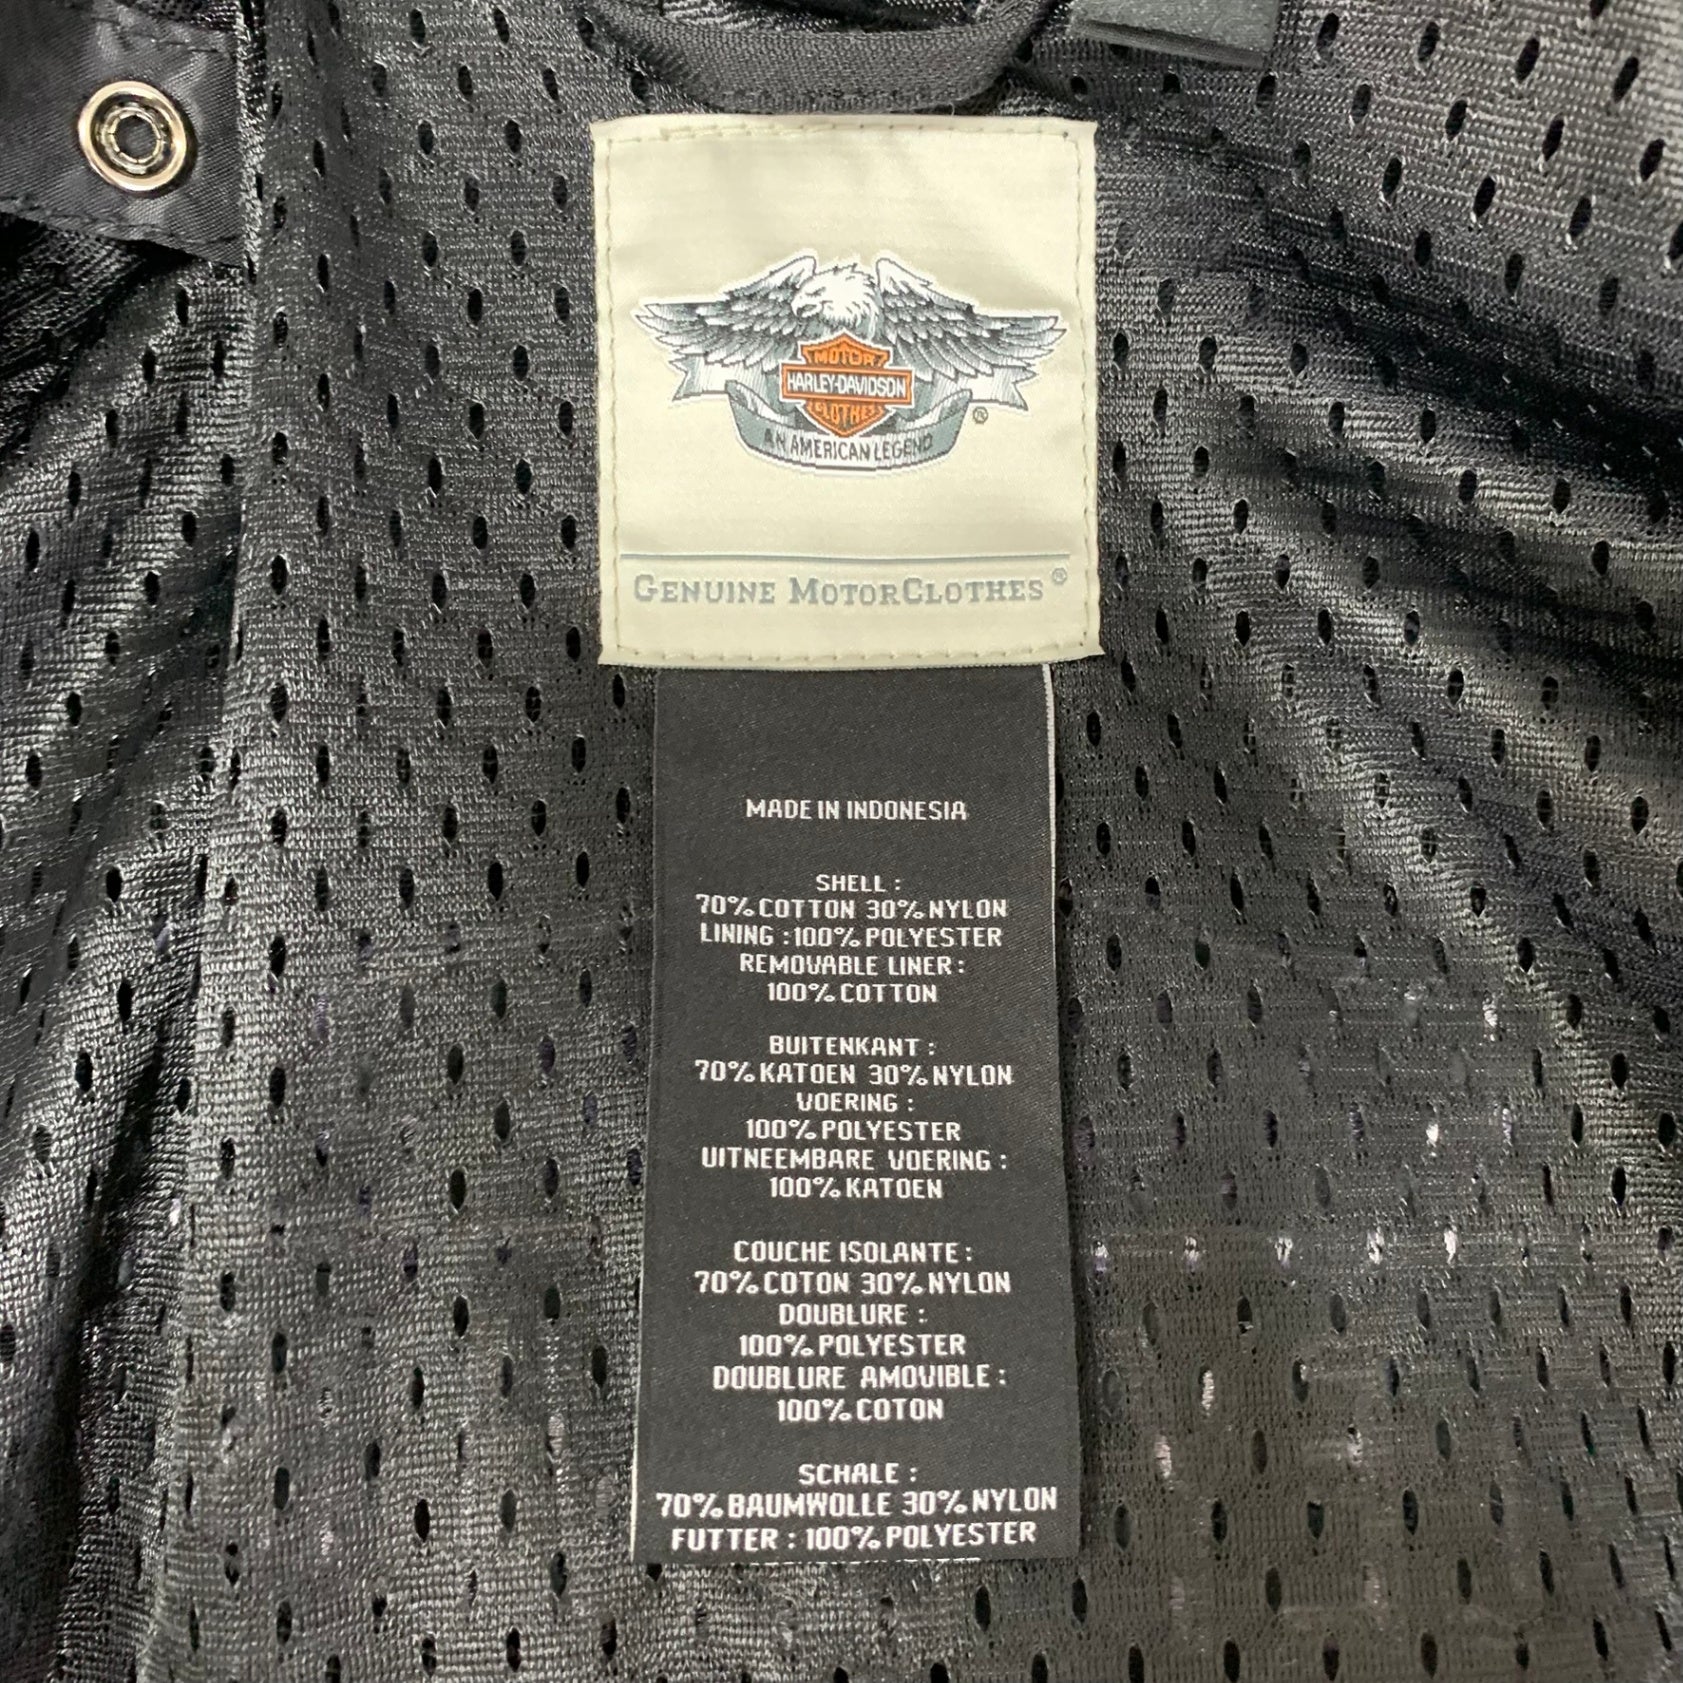 MOTOR
HARLEY-DAVIDSON
CLOTHES
AN AMERICAN LEGEND
®
GENUINE MOTORCLOTHES®
MADE IN INDONESIA
SHELL :
70% COTTON 30% NYLON
LINING :100% POLYESTER
REMOVABLE LINER :
100% COTTON
BUITENKANT :
70% KATOEN 30% NYLON
VOERING :
100% POLYESTER
UITNEEMBARE VOERING :
100% KATOEN
COUCHE ISOLANTE :
70% COTON 30% NYLON
DOUBLURE :
100% POLYESTER
DOUBLURE AMOVIBLE :
100% COTON
SCHALE :
70% BAUMWOLLE 30% NYLON
FUTTER : 100% POLYESTER